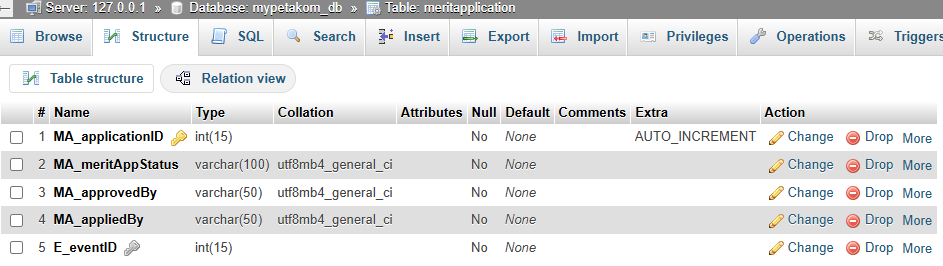 Server: 127.0.0.1 » Database: mypetakom_db » Table: meritapplication
Browse Structure SQL Search Insert Export Import Privileges Operations Triggers
Table structure Relation view
# Name Type Collation Attributes Null Default Comments Extra Action
1 MA_applicationID int(15) No None AUTO_INCREMENT Change Drop More
2 MA_meritAppStatus varchar(100) utf8mb4_general_ci No None Change Drop More
3 MA_approvedBy varchar(50) utf8mb4_general_ci No None Change Drop More
4 MA_appliedBy varchar(50) utf8mb4_general_ci No None Change Drop More
5 E_eventID int(15) No None Change Drop More